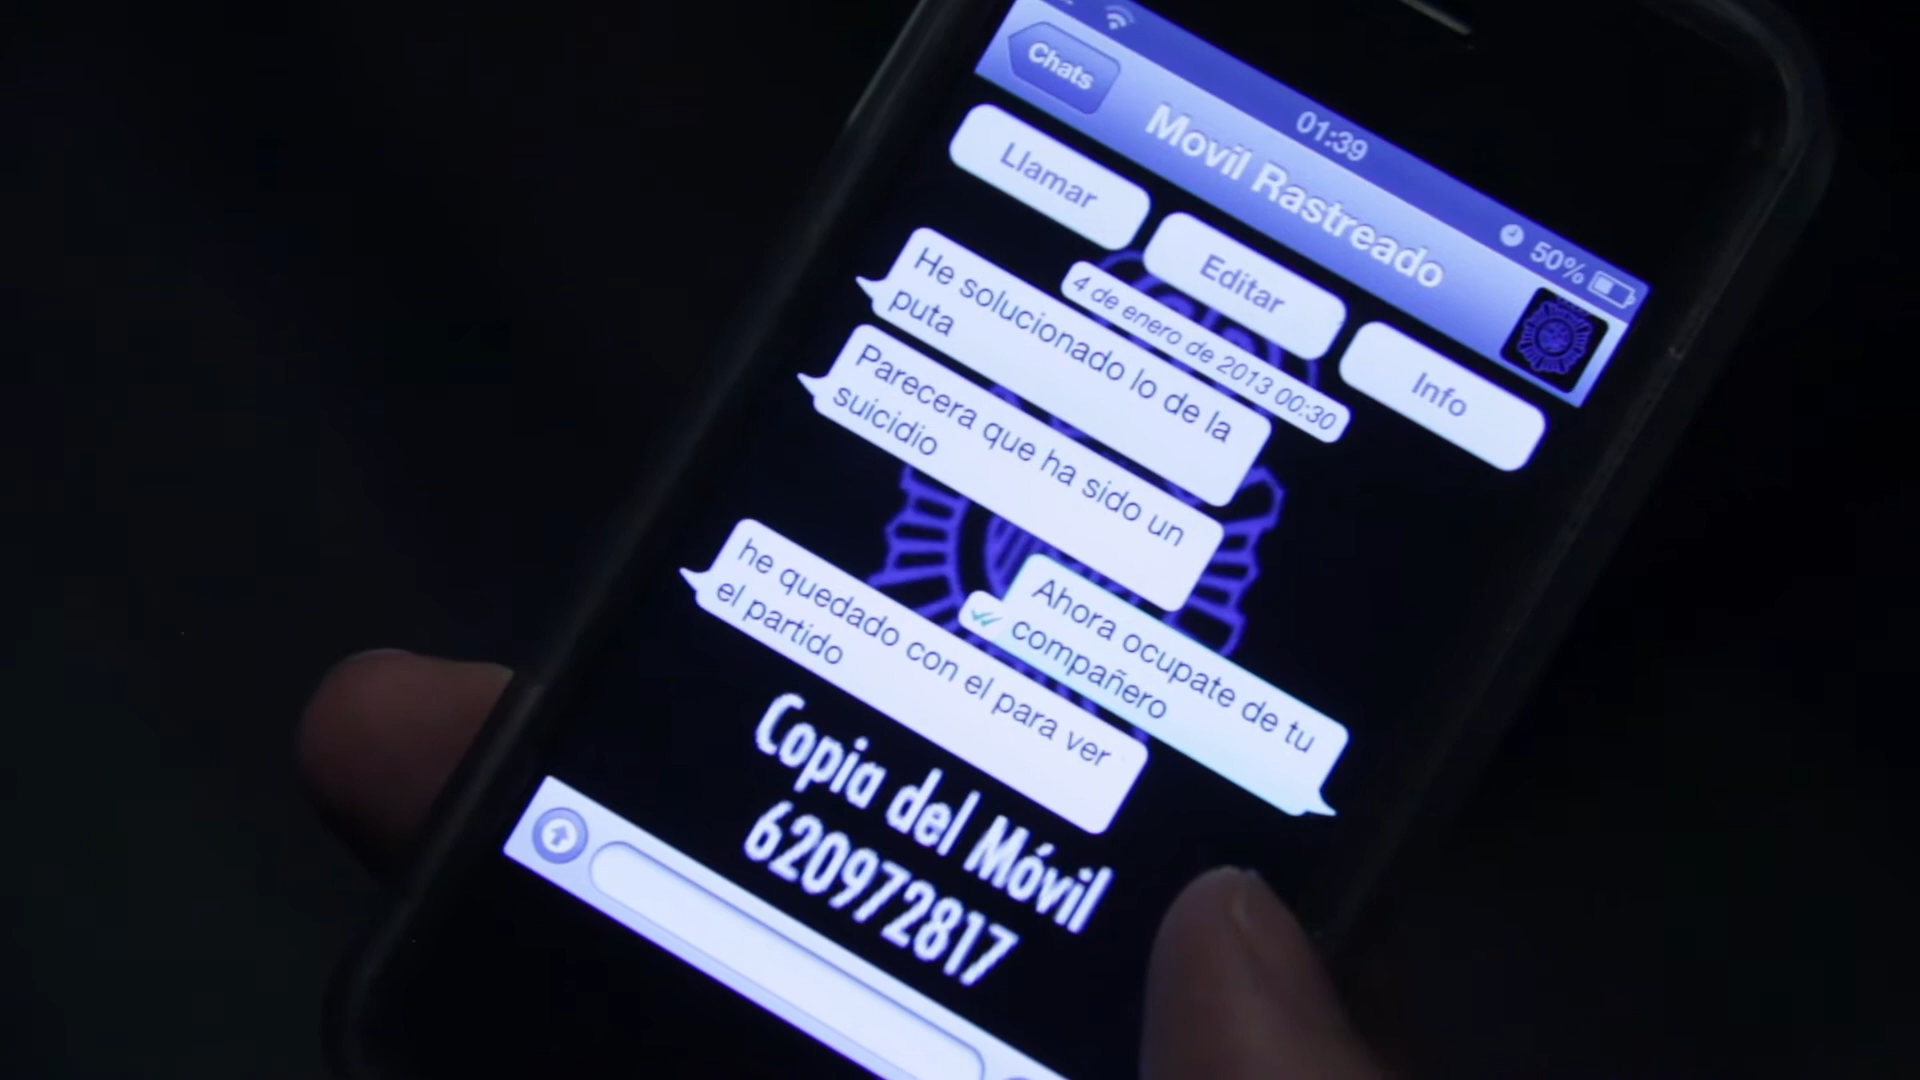 01:39
50%
Chats
Movil Rastreado
Llamar
Editar
Info
4 de enero de 2013 00:30
He solucionado lo de la
puta
Parecera que ha sido un
suicidio
Ahora ocupate de tu
compañero
he quedado con el para ver
el partido
Copia del Móvil
620972817